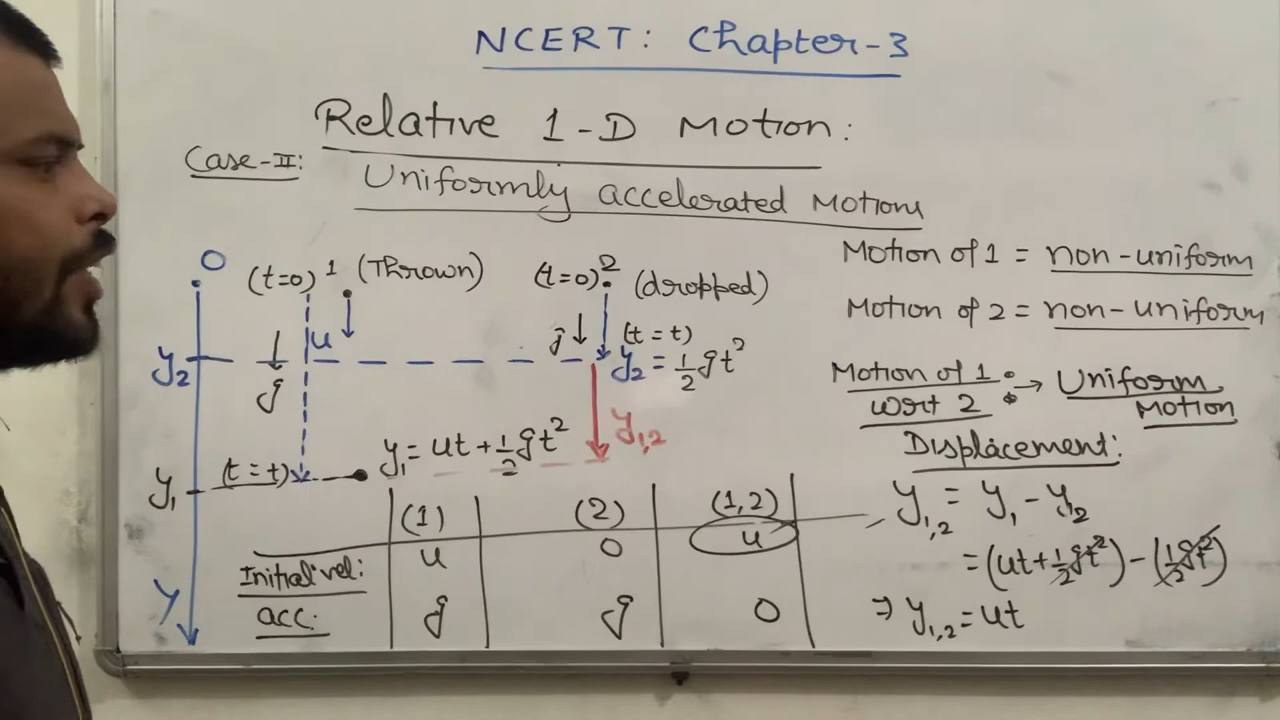 NCERT: Chapter-3
Relative 1-D Motion:
Case-II:
Uniformly accelerated Motions
O
(t=0) 1 (Thrown)
(t=0) 2 (dropped)
u
g
g
(t=t)
y₂
y₂ = 1/2 gt²
y₁,₂
y₁ = ut + 1/2 gt²
y₁
(t=t)
Y
(1) (2) (1,2)
Initial vel: u 0 u
acc. g g 0
Motion of 1 = non-uniform
Motion of 2 = non-uniform
Motion of 1 : → Uniform
wrt 2 Motion
Displacement:
y₁,₂ = y₁ - y₂
= (ut + 1/2 gt²) - (1/2 gt²)
⇒ y₁,₂ = ut